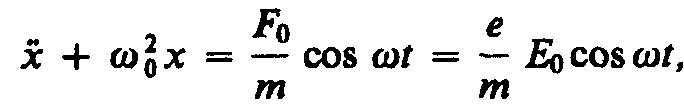 ẍ + ω₀²x = F₀/m cos ωt = e/m E₀ cos ωt,